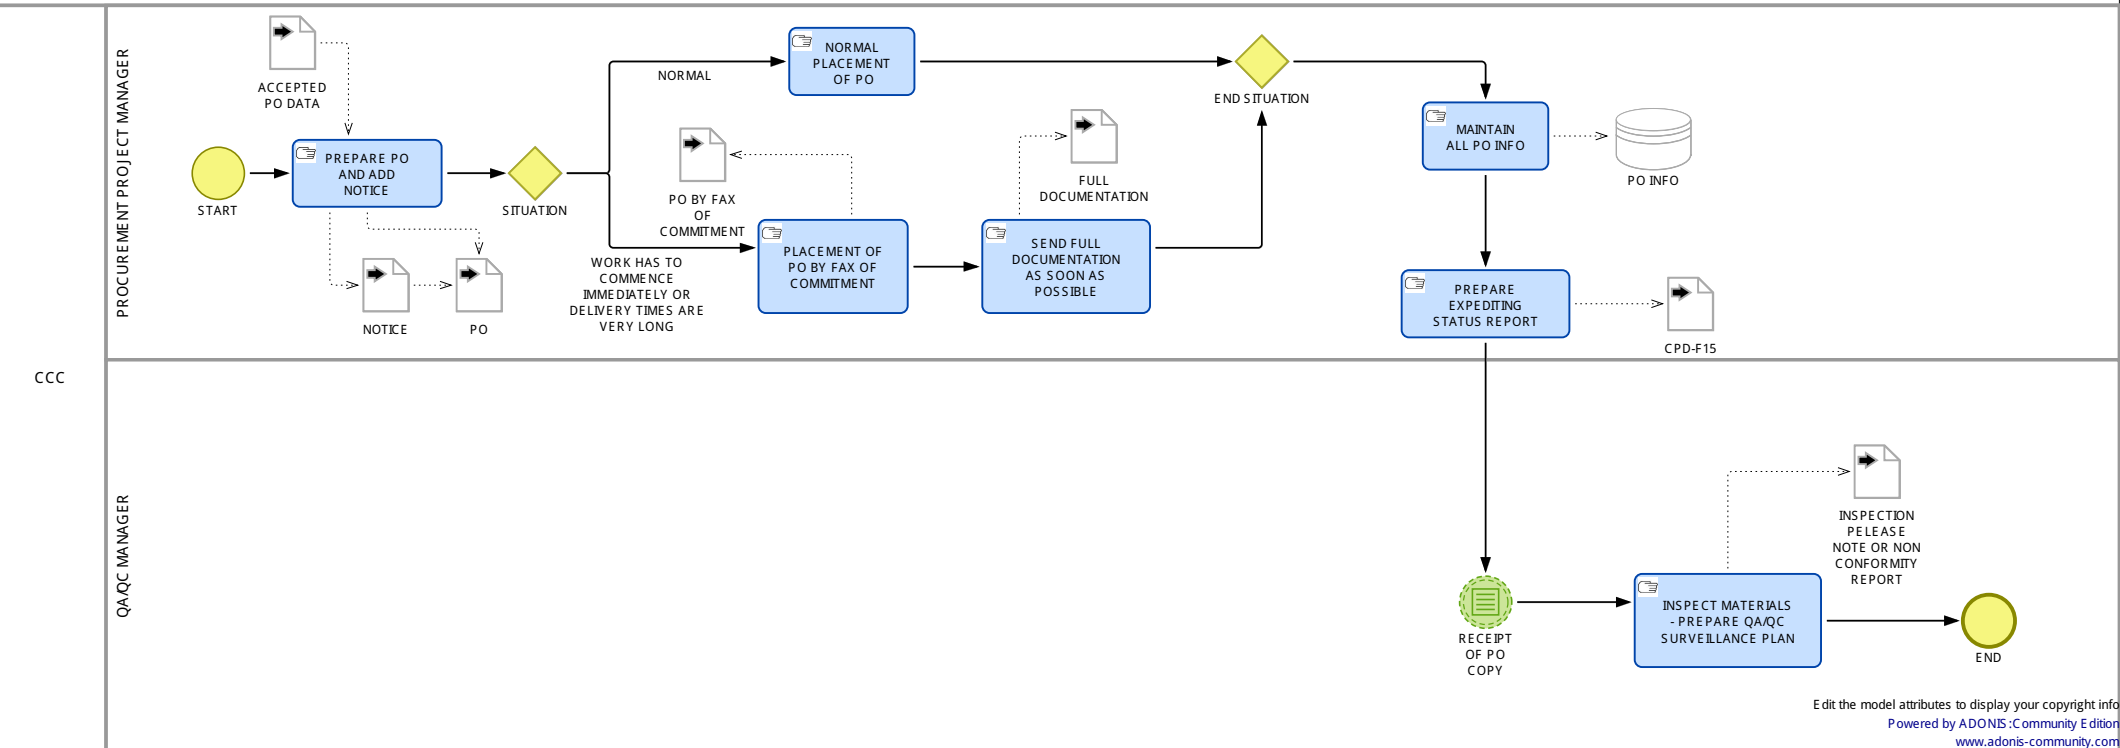 CCC
PROCUREMENT PROJECT MANAGER
ACCEPTED
PO DATA
START
PREPARE PO
AND ADD
NOTICE
NOTICE
PO
SITUATION
NORMAL
WORK HAS TO
COMMENCE
IMMEDIATELY OR
DELIVERY TIMES ARE
VERY LONG
NORMAL
PLACEMENT
OF PO
PO BY FAX
OF
COMMITMENT
PLACEMENT OF
PO BY FAX OF
COMMITMENT
FULL
DOCUMENTATION
SEND FULL
DOCUMENTATION
AS SOON AS
POSSIBLE
END SITUATION
MAINTAIN
ALL PO INFO
PO INFO
PREPARE
EXPEDITING
STATUS REPORT
CPD-F15
QA/QC MANAGER
RECEIPT
OF PO
COPY
INSPECT MATERIALS
- PREPARE QA/QC
SURVEILLANCE PLAN
INSPECTION
PELEASE
NOTE OR NON
CONFORMITY
REPORT
END
Edit the model attributes to display your copyright info
Powered by ADONIS:Community Edition
www.adonis-community.com